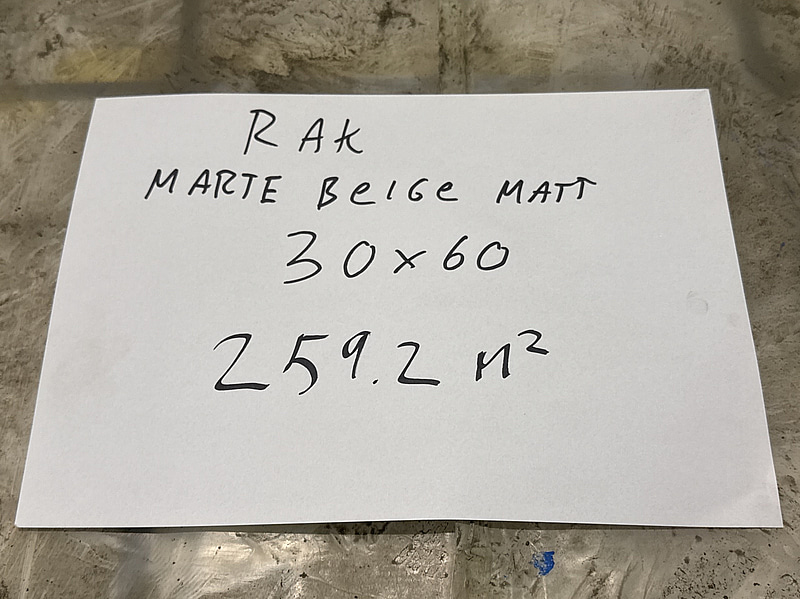 RAK
MARTE BeIGe MATT
30x60
259.2 M²